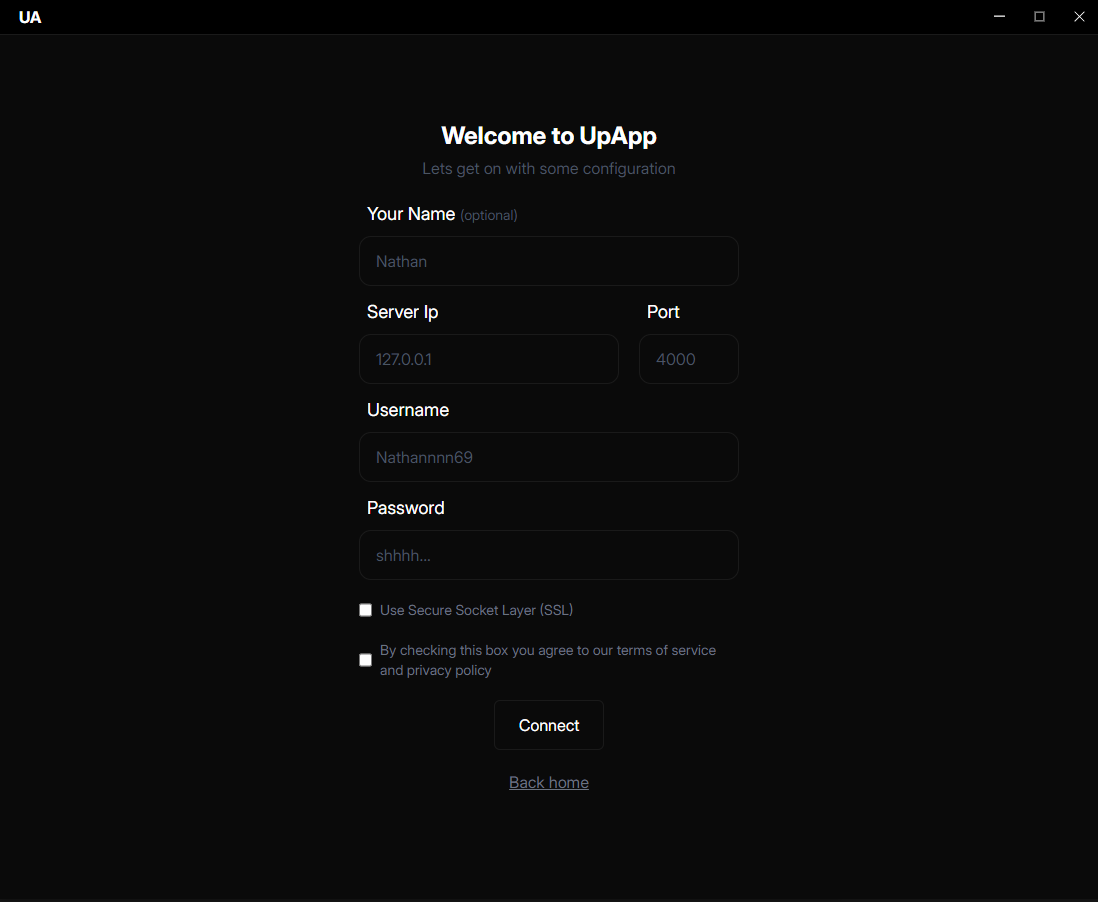 UA
Welcome to UpApp
Lets get on with some configuration
Your Name (optional)
Nathan
Server Ip Port
127.0.0.1 4000
Username
Nathannnn69
Password
shhhh...
Use Secure Socket Layer (SSL)
By checking this box you agree to our terms of service
and privacy policy
Connect
Back home